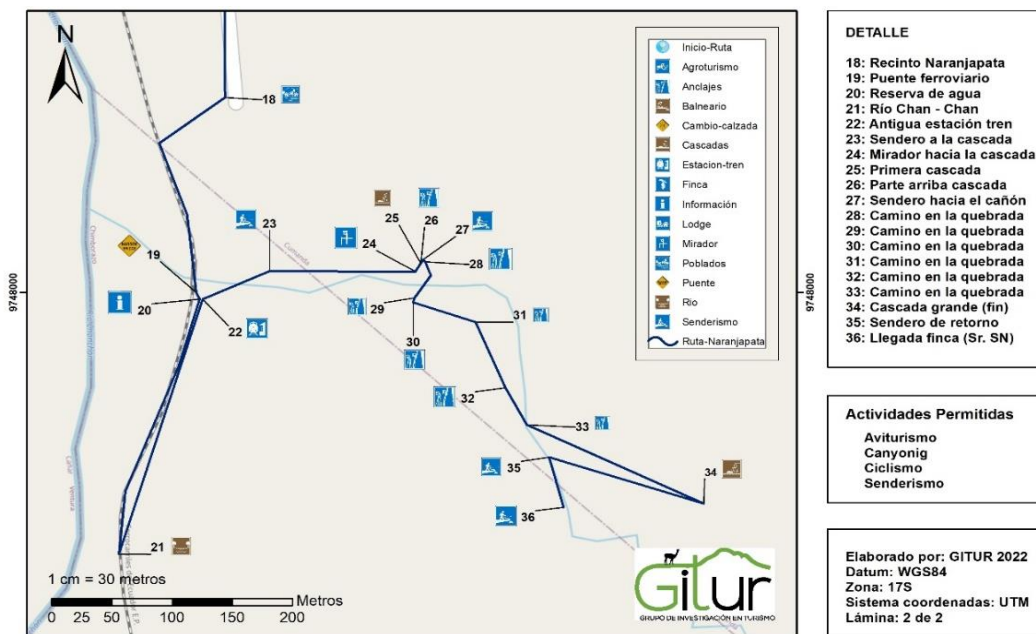 N
18
19
20
21
22
23
24
25
26
27
28
29
30
31
32
33
34
35
36
9748000
9748000
Cumandá
Chimborazo
Cañar
Ventura
Inicio-Ruta
Agroturismo
Anclajes
Balneario
Cambio-calzada
Cascadas
Estacion-tren
Finca
Información
Lodge
Mirador
Poblados
Puente
Rio
Senderismo
Ruta-Naranjapata
1 cm = 30 metros
Metros
0 25 50 100 150 200
Gitur
GRUPO DE INVESTIGACIÓN EN TURISMO
DETALLE
18: Recinto Naranjapata
19: Puente ferroviario
20: Reserva de agua
21: Río Chan - Chan
22: Antigua estación tren
23: Sendero a la cascada
24: Mirador hacia la cascada
25: Primera cascada
26: Parte arriba cascada
27: Sendero hacia el cañón
28: Camino en la quebrada
29: Camino en la quebrada
30: Camino en la quebrada
31: Camino en la quebrada
32: Camino en la quebrada
33: Camino en la quebrada
34: Cascada grande (fin)
35: Sendero de retorno
36: Llegada finca (Sr. SN)
Actividades Permitidas
Aviturismo
Canyonig
Ciclismo
Senderismo
Elaborado por: GITUR 2022
Datum: WGS84
Zona: 17S
Sistema coordenadas: UTM
Lámina: 2 de 2